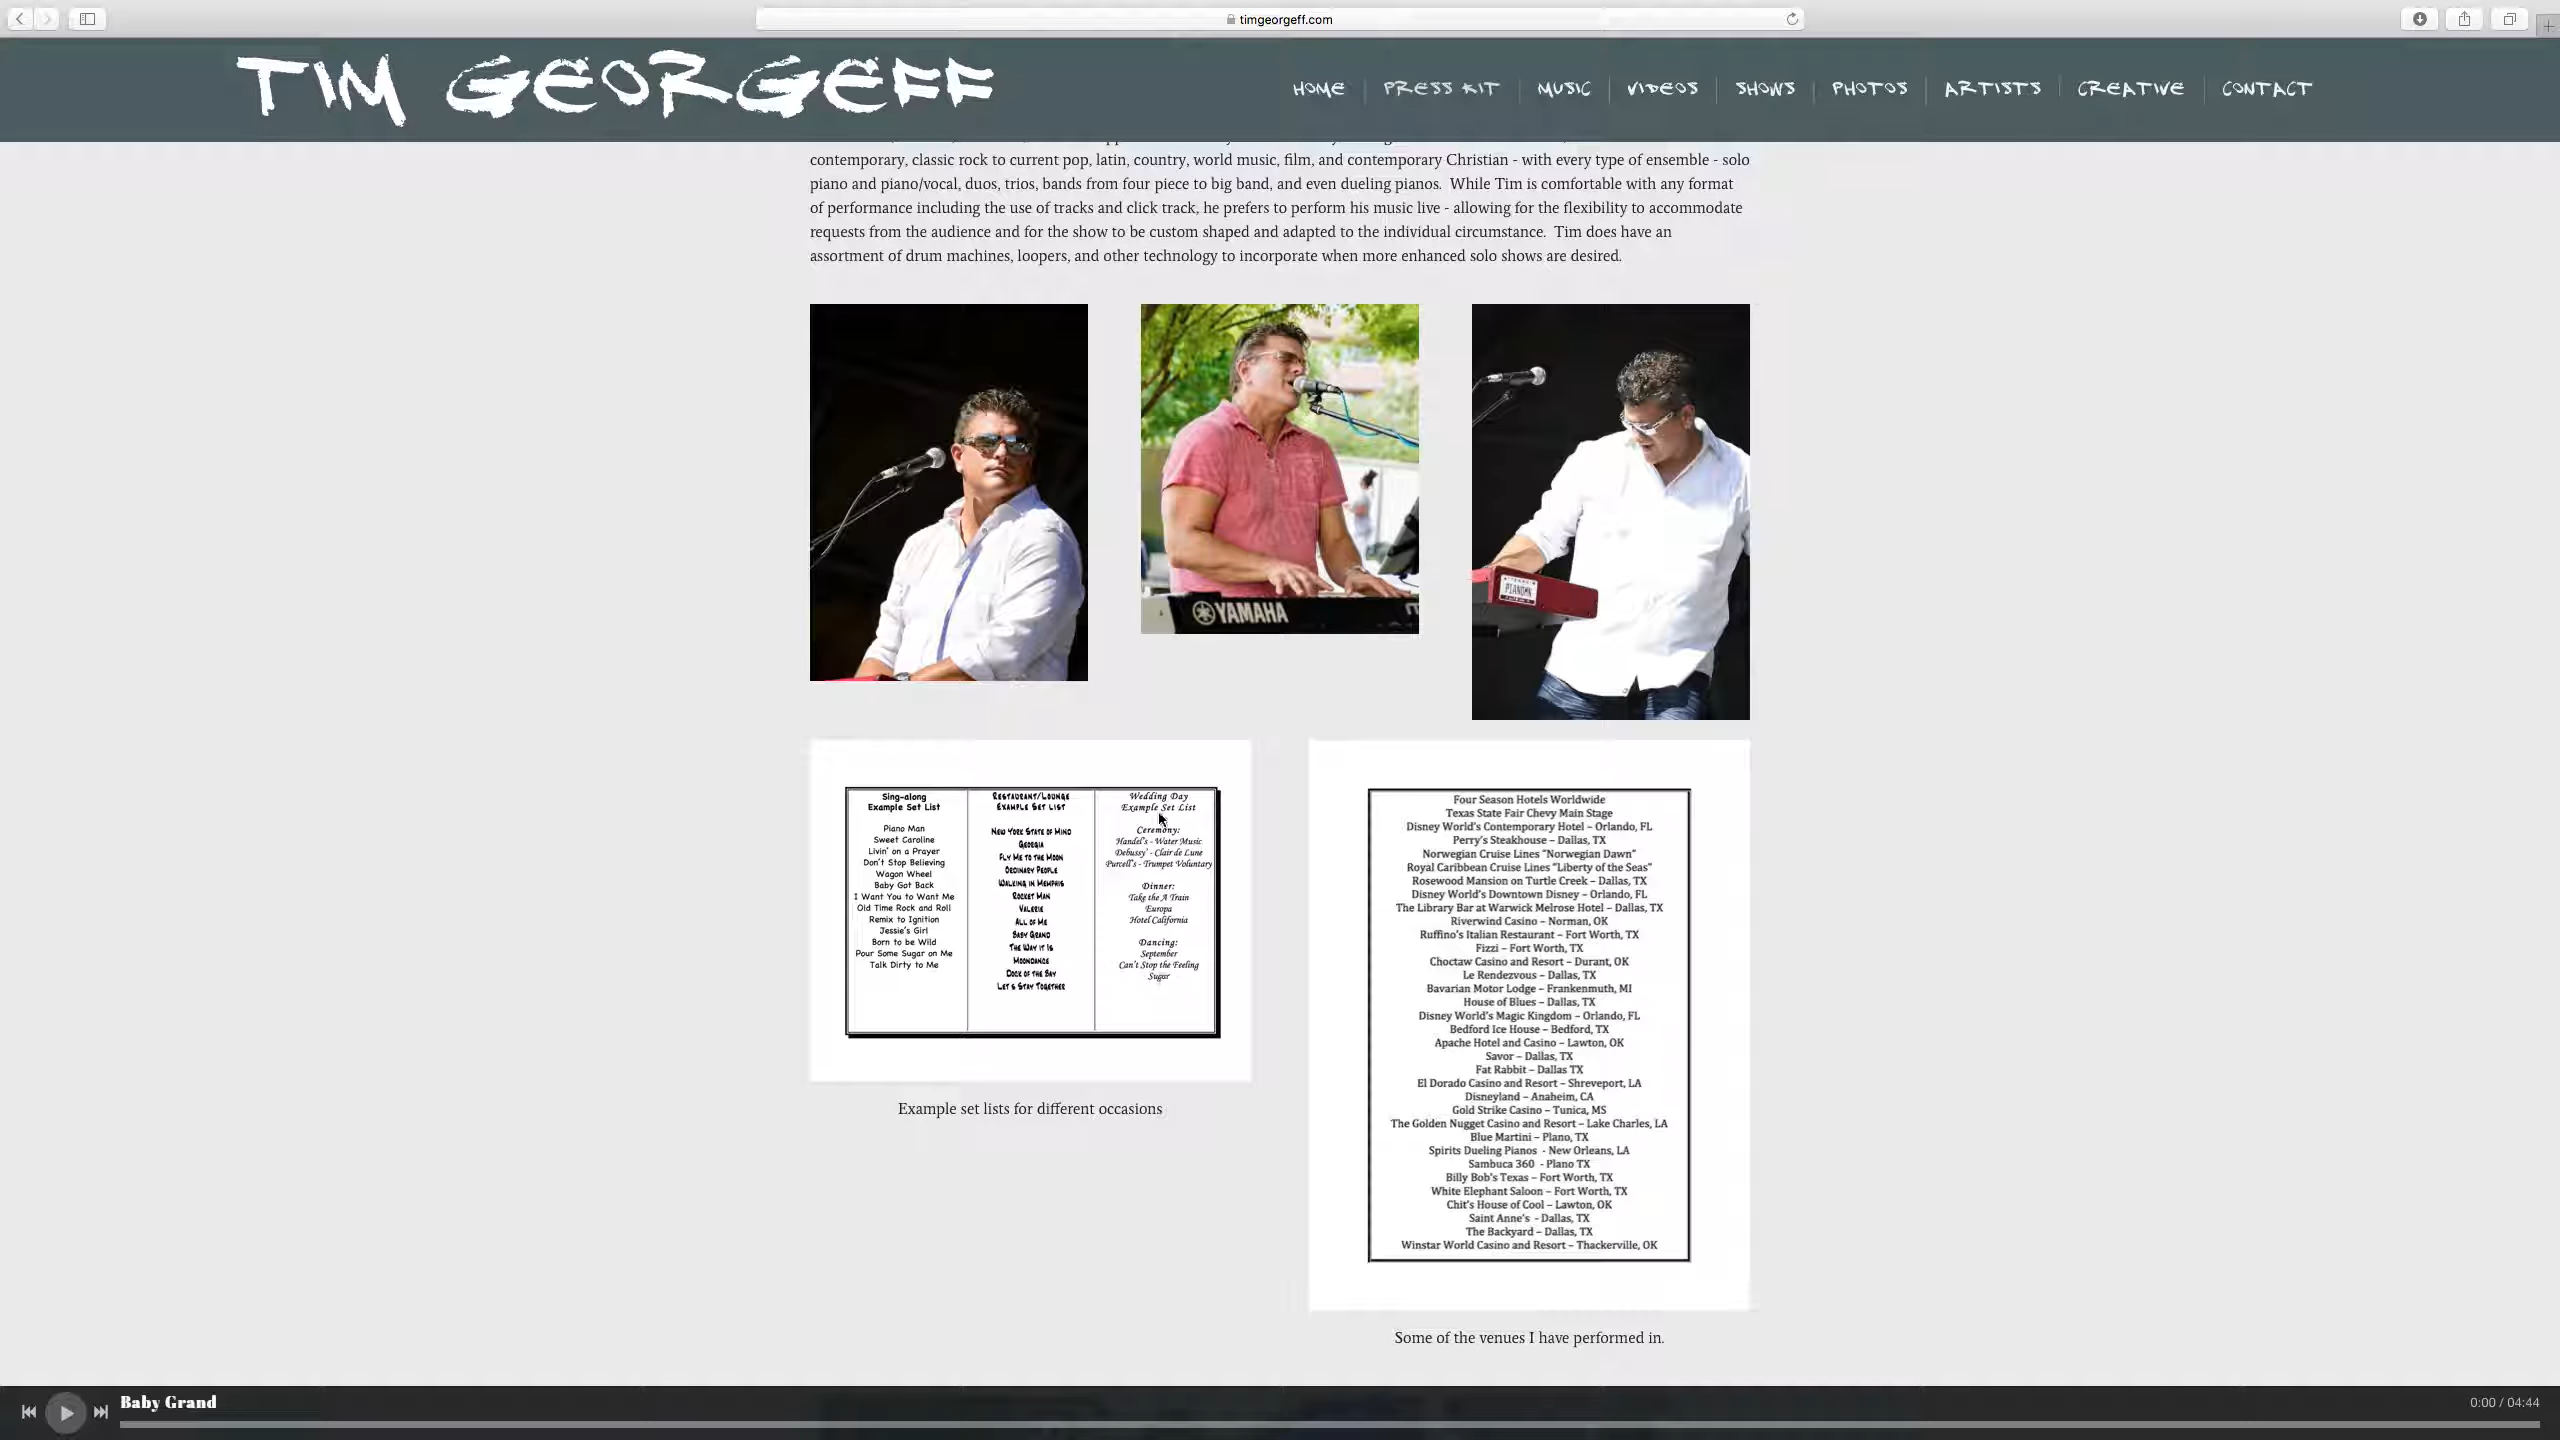 timgeorgeff.com
TIM GEORGEFF
HOME
PRESS KIT
MUSIC
VIDEOS
SHOWS
PHOTOS
ARTISTS
CREATIVE
CONTACT
contemporary, classic rock to current pop, latin, country, world music, film, and contemporary Christian - with every type of ensemble - solo
piano and piano/vocal, duos, trios, bands from four piece to big band, and even dueling pianos.  While Tim is comfortable with any format
of performance including the use of tracks and click track, he prefers to perform his music live - allowing for the flexibility to accommodate
requests from the audience and for the show to be custom shaped and adapted to the individual circumstance.  Tim does have an
assortment of drum machines, loopers, and other technology to incorporate when more enhanced solo shows are desired.
YAMAHA
PIANOMN
Sing-along
Example Set List
Piano Man
Sweet Caroline
Livin' on a Prayer
Don't Stop Believing
Wagon Wheel
Baby Got Back
I Want You to Want Me
Old Time Rock and Roll
Remix to Ignition
Jessie's Girl
Born to be Wild
Pour Some Sugar on Me
Talk Dirty to Me
RESTAURANT/LOUNGE
EXAMPLE SET LIST
NEW YORK STATE OF MIND
GEORGIA
FLY ME TO THE MOON
ORDINARY PEOPLE
WALKING IN MEMPHIS
ROCKET MAN
VALERIE
ALL OF ME
BABY GRAND
THE WAY IT IS
MOONDANCE
DOCK OF THE BAY
LET'S STAY TOGETHER
Wedding Day
Example Set List
Ceremony:
Handel's - Water Music
Debussy' - Clair de Lune
Purcell's - Trumpet Voluntary
Dinner:
Take the A Train
Europa
Hotel California
Dancing:
September
Can't Stop the Feeling
Sugar
Example set lists for different occasions
Four Season Hotels Worldwide
Texas State Fair Chevy Main Stage
Disney World's Contemporary Hotel – Orlando, FL
Perry's Steakhouse – Dallas, TX
Norwegian Cruise Lines "Norwegian Dawn"
Royal Caribbean Cruise Lines "Liberty of the Seas"
Rosewood Mansion on Turtle Creek – Dallas, TX
Disney World's Downtown Disney – Orlando, FL
The Library Bar at Warwick Melrose Hotel – Dallas, TX
Riverwind Casino – Norman, OK
Ruffino's Italian Restaurant – Fort Worth, TX
Fizzi – Fort Worth, TX
Choctaw Casino and Resort – Durant, OK
Le Rendezvous – Dallas, TX
Bavarian Motor Lodge – Frankenmuth, MI
House of Blues – Dallas, TX
Disney World's Magic Kingdom – Orlando, FL
Bedford Ice House – Bedford, TX
Apache Hotel and Casino – Lawton, OK
Savor – Dallas, TX
Fat Rabbit – Dallas TX
El Dorado Casino and Resort – Shreveport, LA
Disneyland – Anaheim, CA
Gold Strike Casino – Tunica, MS
The Golden Nugget Casino and Resort – Lake Charles, LA
Blue Martini – Plano, TX
Spirits Dueling Pianos - New Orleans, LA
Sambuca 360 - Plano TX
Billy Bob's Texas – Fort Worth, TX
White Elephant Saloon – Fort Worth, TX
Chit's House of Cool – Lawton, OK
Saint Anne's - Dallas, TX
The Backyard – Dallas, TX
Winstar World Casino and Resort – Thackerville, OK
Some of the venues I have performed in.
Baby Grand
0:00 / 04:44